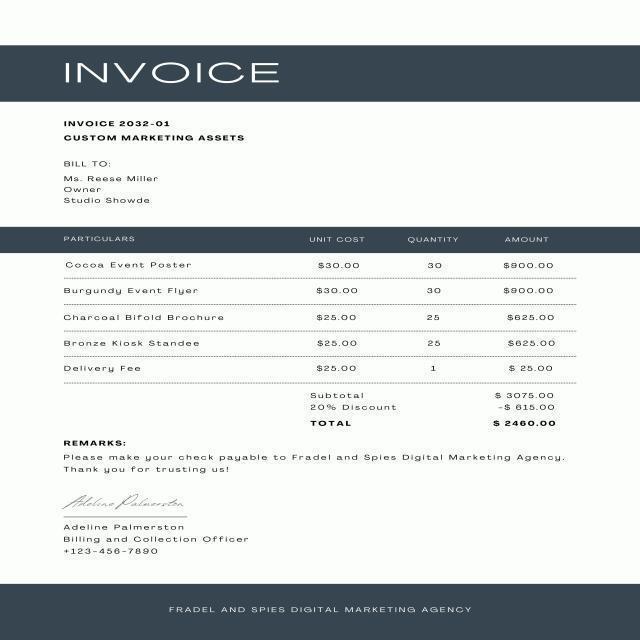 INVOICE
INVOICE 2032-01
CUSTOM MARKETING ASSETS
BILL TO:
Ms. Reese Miller
Owner
Studio Showde
PARTICULARS UNIT COST QUANTITY AMOUNT
Cocoa Event Poster $30.00 30 $900.00
Burgundy Event Flyer $30.00 30 $900.00
Charcoal Bifold Brochure $25.00 25 $625.00
Bronze Kiosk Standee $25.00 25 $625.00
Delivery Fee $25.00 1 $ 25.00
Subtotal $ 3075.00
20% Discount -$ 615.00
TOTAL $ 2460.00
REMARKS:
Please make your check payable to Fradel and Spies Digital Marketing Agency.
Thank you for trusting us!
Adeline Palmerston
Adeline Palmerston
Billing and Collection Officer
+123-456-7890
FRADEL AND SPIES DIGITAL MARKETING AGENCY